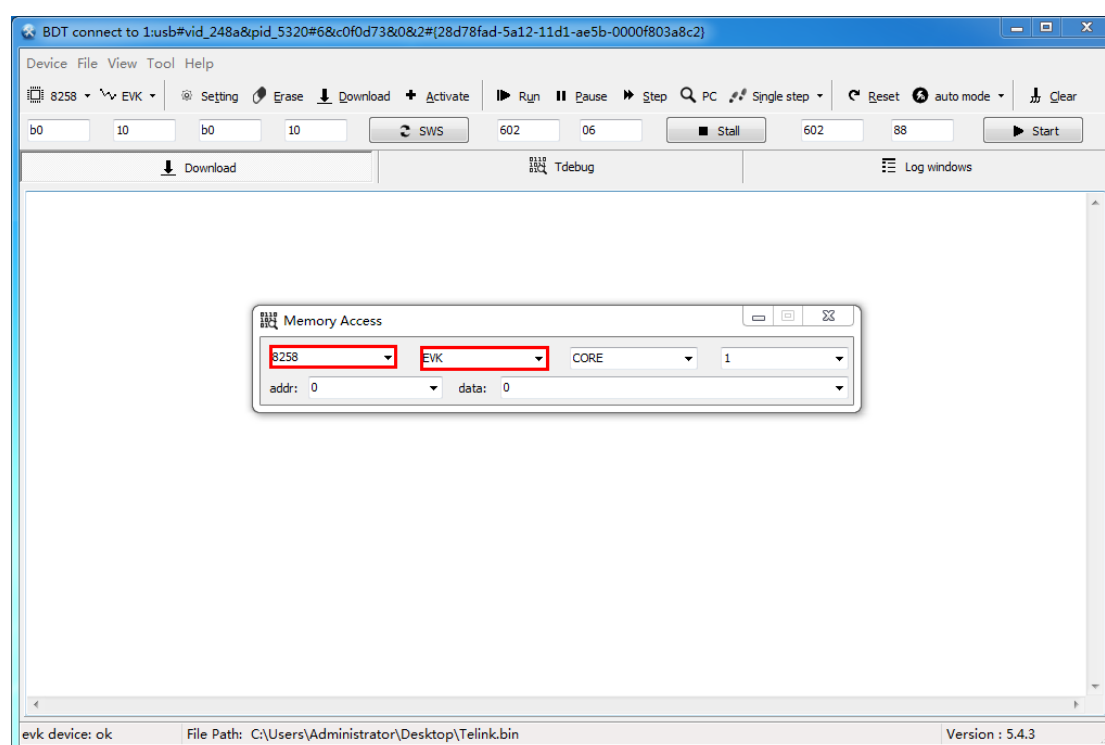 BDT connect to 1:usb#vid_248a&pid_5320#6&c0f0d73&0&2#{28d78fad-5a12-11d1-ae5b-0000f803a8c2}
Device File View Tool Help
8258 EVK Setting Erase Download Activate Run Pause Step PC Single step Reset auto mode Clear
b0 10 b0 10 SWS 602 06 Stall 602 88 Start
Download Tdebug Log windows
Memory Access
8258 EVK CORE 1
addr: 0 data: 0
evk device: ok File Path: C:\Users\Administrator\Desktop\Telink.bin Version : 5.4.3